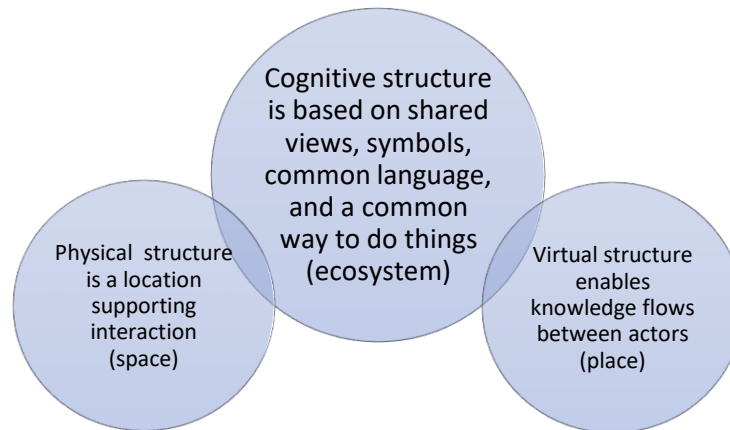 Cognitive structure
is based on shared
views, symbols,
common language,
and a common
way to do things
(ecosystem)
Physical structure
is a location
supporting
interaction
(space)
Virtual structure
enables
knowledge flows
between actors
(place)